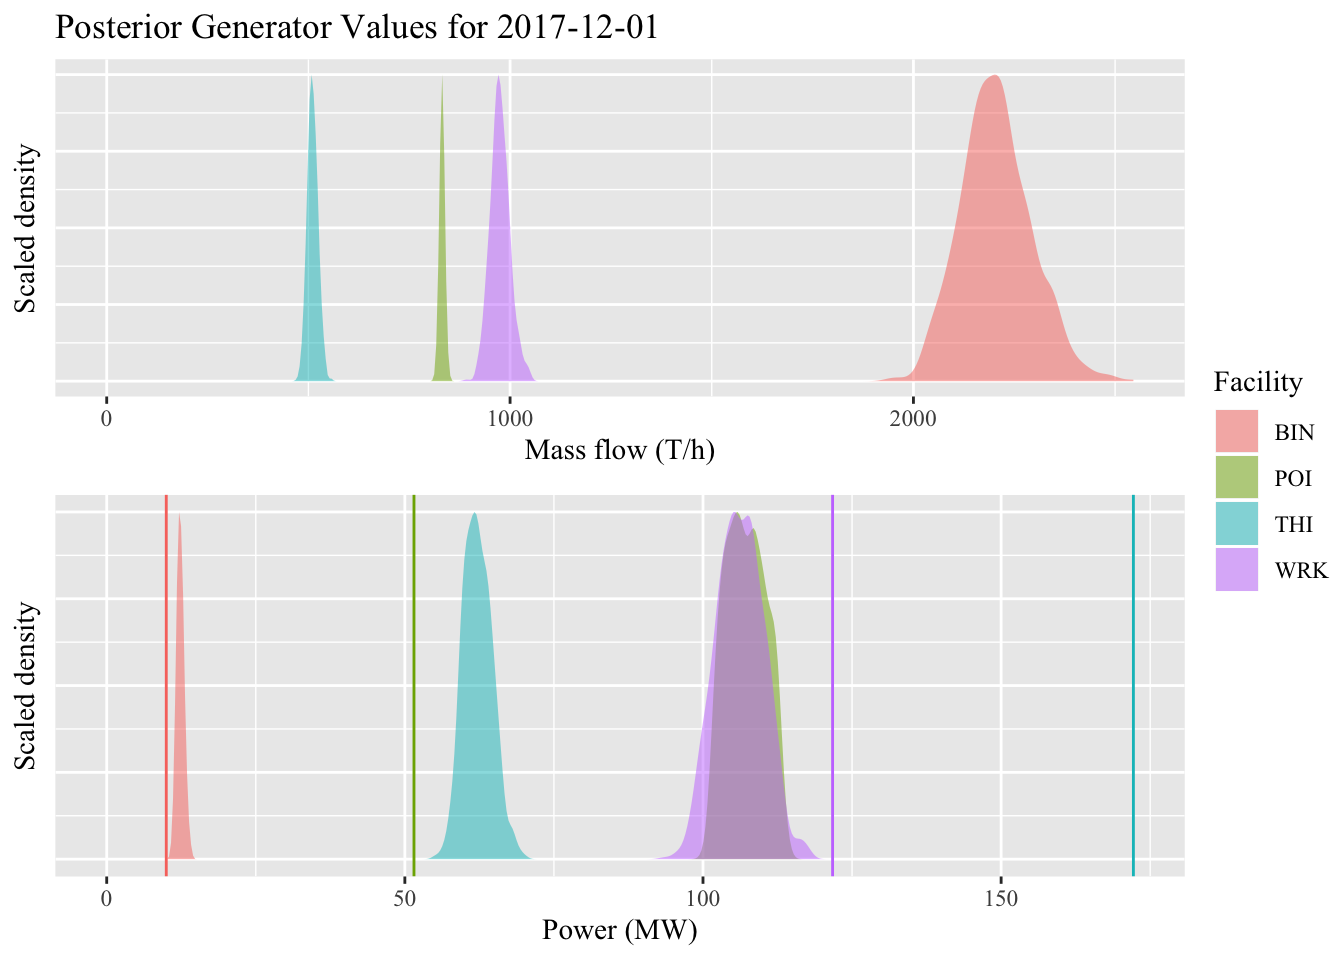 Posterior Generator Values for 2017-12-01
Scaled density
0
1000
2000
Mass flow (T/h)
Facility
BIN
POI
THI
WRK
Scaled density
0
50
100
150
Power (MW)